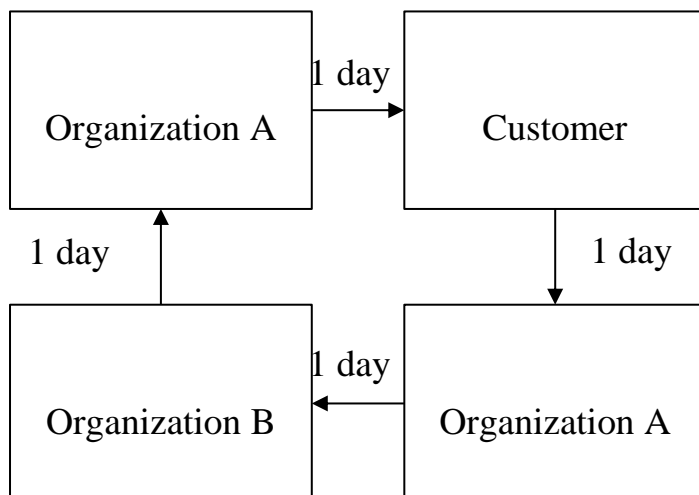 1 day
Organization A
Customer
1 day
1 day
1 day
Organization B
Organization A